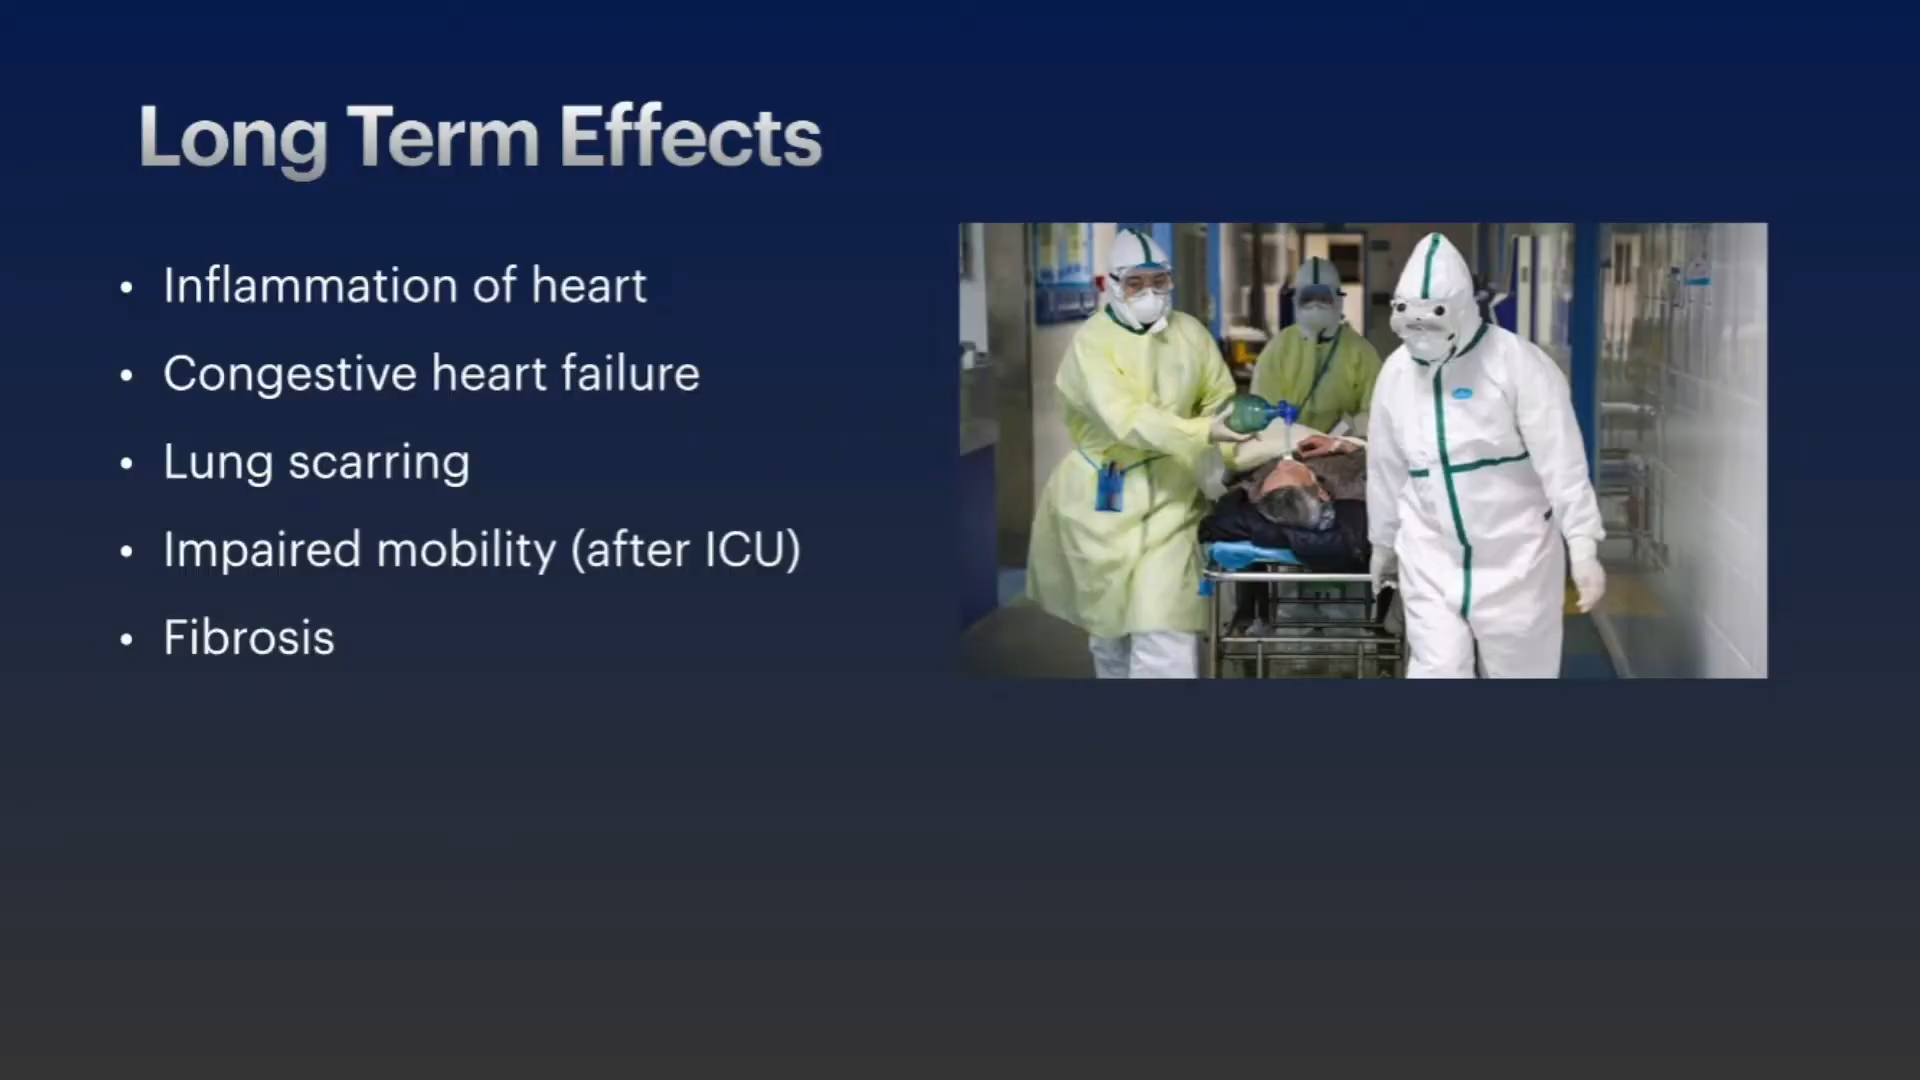 Long Term Effects
• Inflammation of heart
• Congestive heart failure
• Lung scarring
• Impaired mobility (after ICU)
• Fibrosis